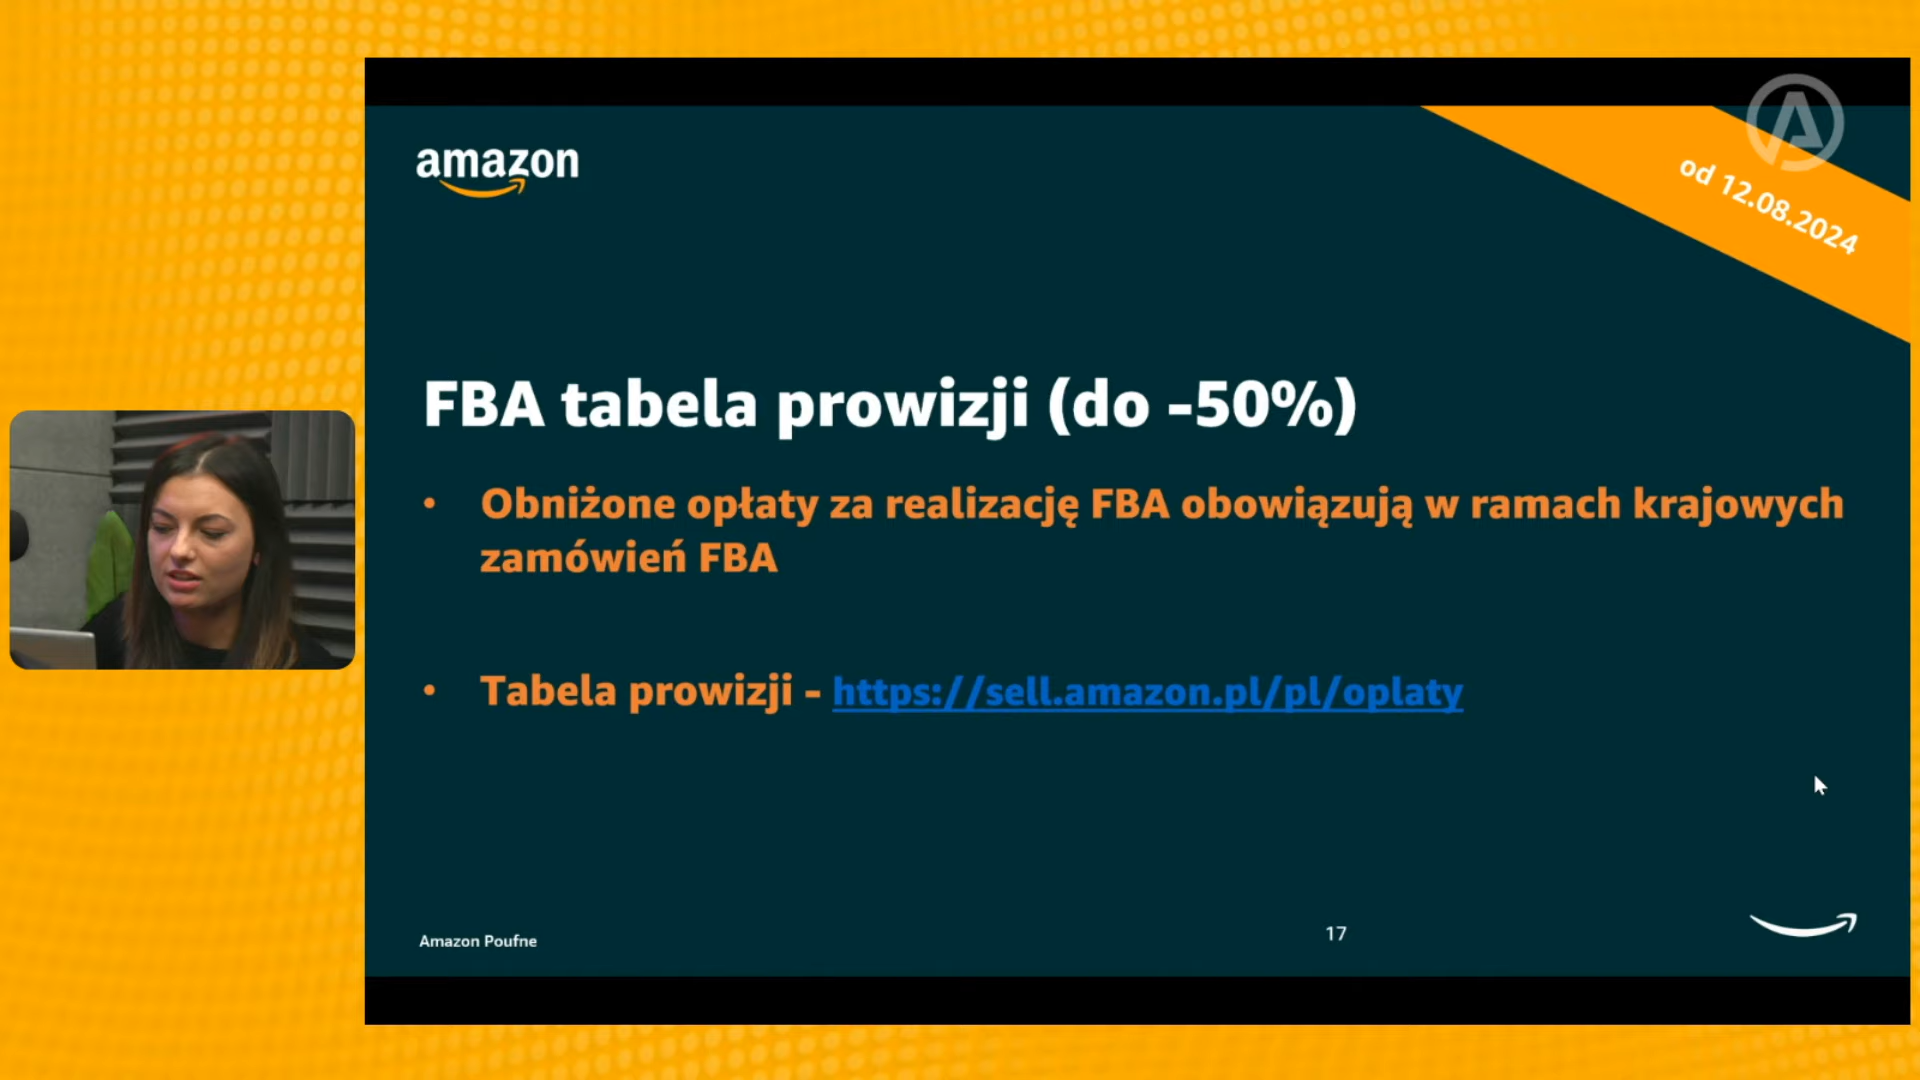 amazon
od 12.08.2024
FBA tabela prowizji (do -50%)
• Obniżone opłaty za realizację FBA obowiązują w ramach krajowych
zamówień FBA
• Tabela prowizji - https://sell.amazon.pl/pl/oplaty
Amazon Poufne
17